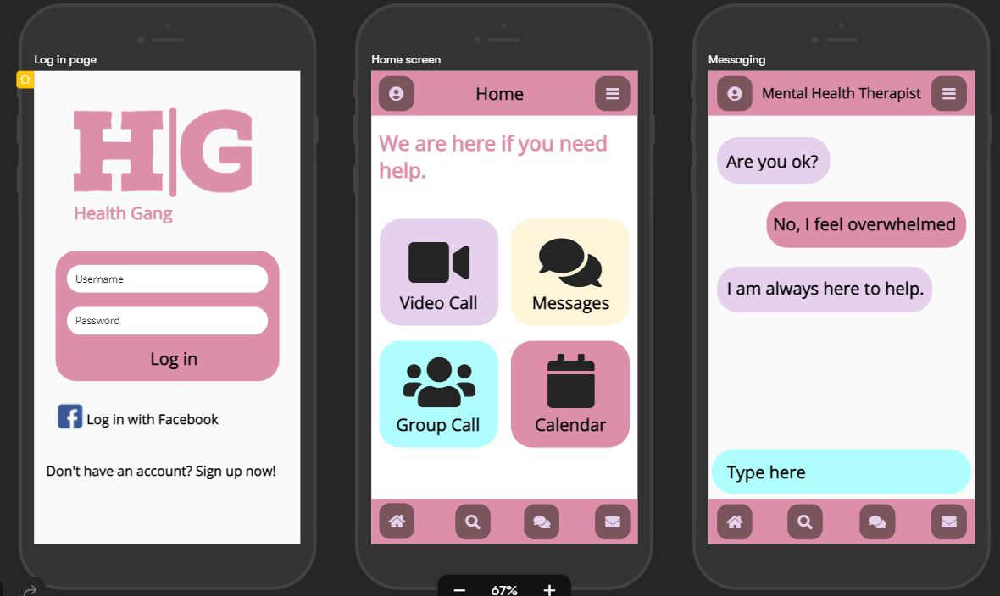 Log in page
H|G
Health Gang
Username
Password
Log in
Log in with Facebook
Don't have an account? Sign up now!
Home screen
Home
We are here if you need
help.
Video Call
Messages
Group Call
Calendar
Messaging
Mental Health Therapist
Are you ok?
No, I feel overwhelmed
I am always here to help.
Type here
67%